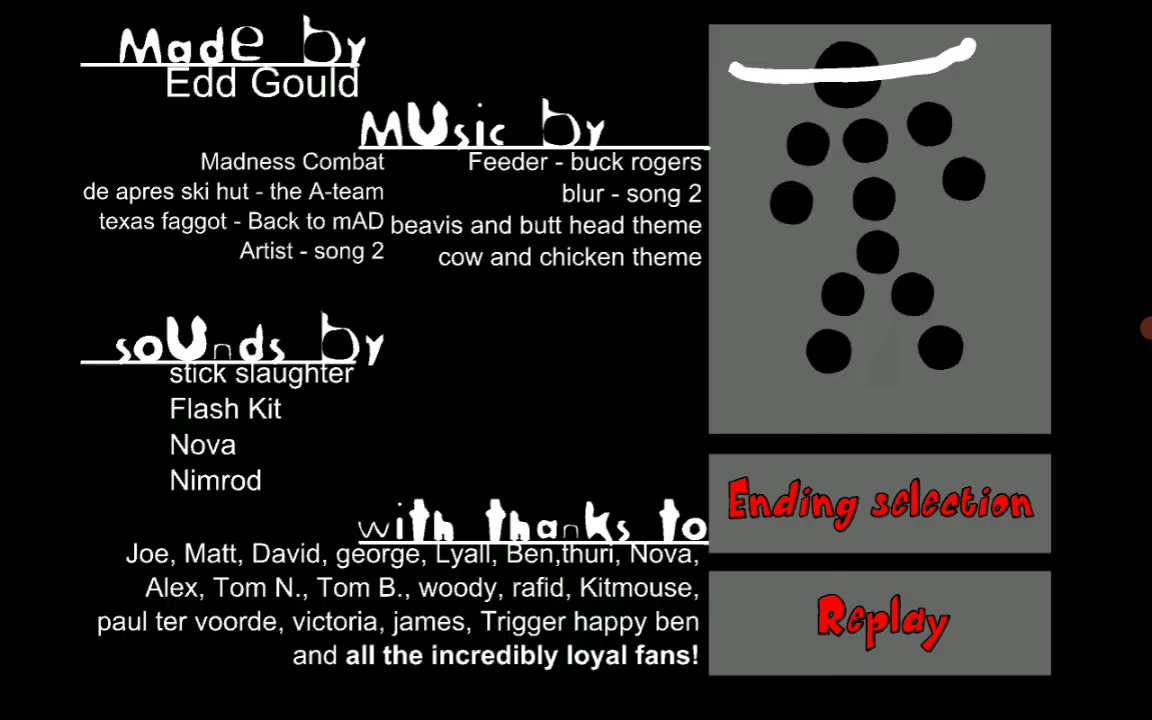 Made by
Edd Gould
Music by
Madness Combat
de apres ski hut - the A-team
texas faggot - Back to mAD
Artist - song 2
Feeder - buck rogers
blur - song 2
beavis and butt head theme
cow and chicken theme
soUnds by
stick slaughter
Flash Kit
Nova
Nimrod
with thanks to
Joe, Matt, David, george, Lyall, Ben,thuri, Nova,
Alex, Tom N., Tom B., woody, rafid, Kitmouse,
paul ter voorde, victoria, james, Trigger happy ben
and all the incredibly loyal fans!
Ending selection
Replay